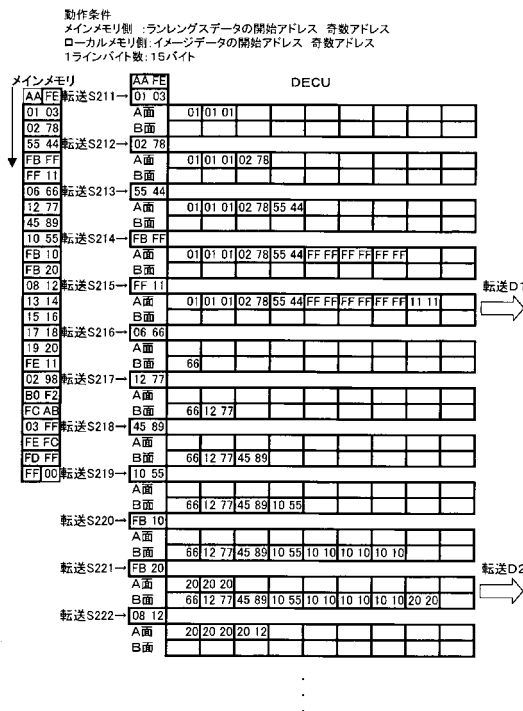 動作条件
メインメモリ側 :ランレングスデータの開始アドレス 奇数アドレス
ローカルメモリ側:イメージデータの開始アドレス 奇数アドレス
1ラインバイト数:15バイト
メインメモリ
DECU
AA FE
AA FE 転送S211→ 01 03
01 03 A面 01 01 01
02 78 B面
55 44 転送S212→ 02 78
FB FF A面 01 01 01 02 78
FF 11 B面
06 66 転送S213→ 55 44
12 77 A面 01 01 01 02 78 55 44
45 89 B面
10 55 転送S214→ FB FF
FB 10 A面 01 01 01 02 78 55 44 FF FF FF FF FF FF
FB 20 B面
08 12 転送S215→ FF 11 転送D1
13 14 A面 01 01 01 02 78 55 44 FF FF FF FF FF FF 11 11
15 16 B面
17 18 転送S216→ 06 66
19 20 A面
FE 11 B面 66
02 98 転送S217→ 12 77
B0 F2 A面
FC AB B面 66 12 77
03 FF 転送S218→ 45 89
FE FC A面
FD FF B面 66 12 77 45 89
FF 00 転送S219→ 10 55
A面
B面 66 12 77 45 89 10 55
転送S220→ FB 10
A面
B面 66 12 77 45 89 10 55 10 10 10 10 10 10
転送S221→ FB 20 転送D2
A面 20 20 20
B面 66 12 77 45 89 10 55 10 10 10 10 10 10 20 20
転送S222→ 08 12
A面 20 20 20 20 12
B面